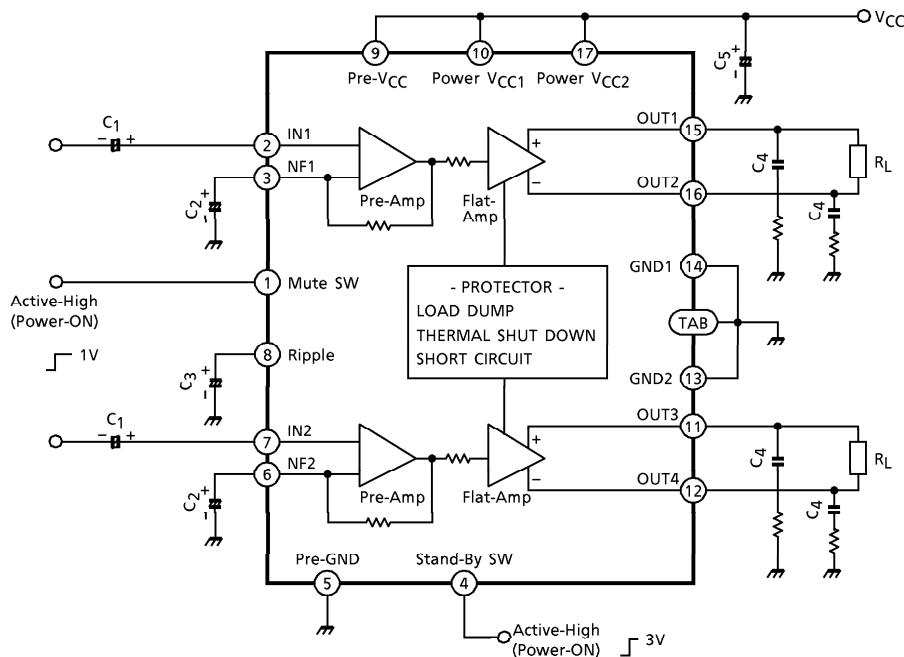 VCC
C5
+
-
9
10
17
Pre-VCC
Power VCC1
Power VCC2
C1
- +
2
IN1
3
NF1
C2
+
-
Pre-Amp
Flat-
Amp
+
-
OUT1
15
OUT2
16
C4
C4
RL
1
Mute SW
Active-High
(Power-ON)
1V
8
Ripple
C3
+
-
- PROTECTOR -
LOAD DUMP
THERMAL SHUT DOWN
SHORT CIRCUIT
GND1
14
TAB
GND2
13
C1
- +
7
IN2
6
NF2
C2
+
-
Pre-Amp
Flat-Amp
+
-
OUT3
11
OUT4
12
C4
C4
RL
Pre-GND
5
Stand-By SW
4
Active-High
(Power-ON)
3V